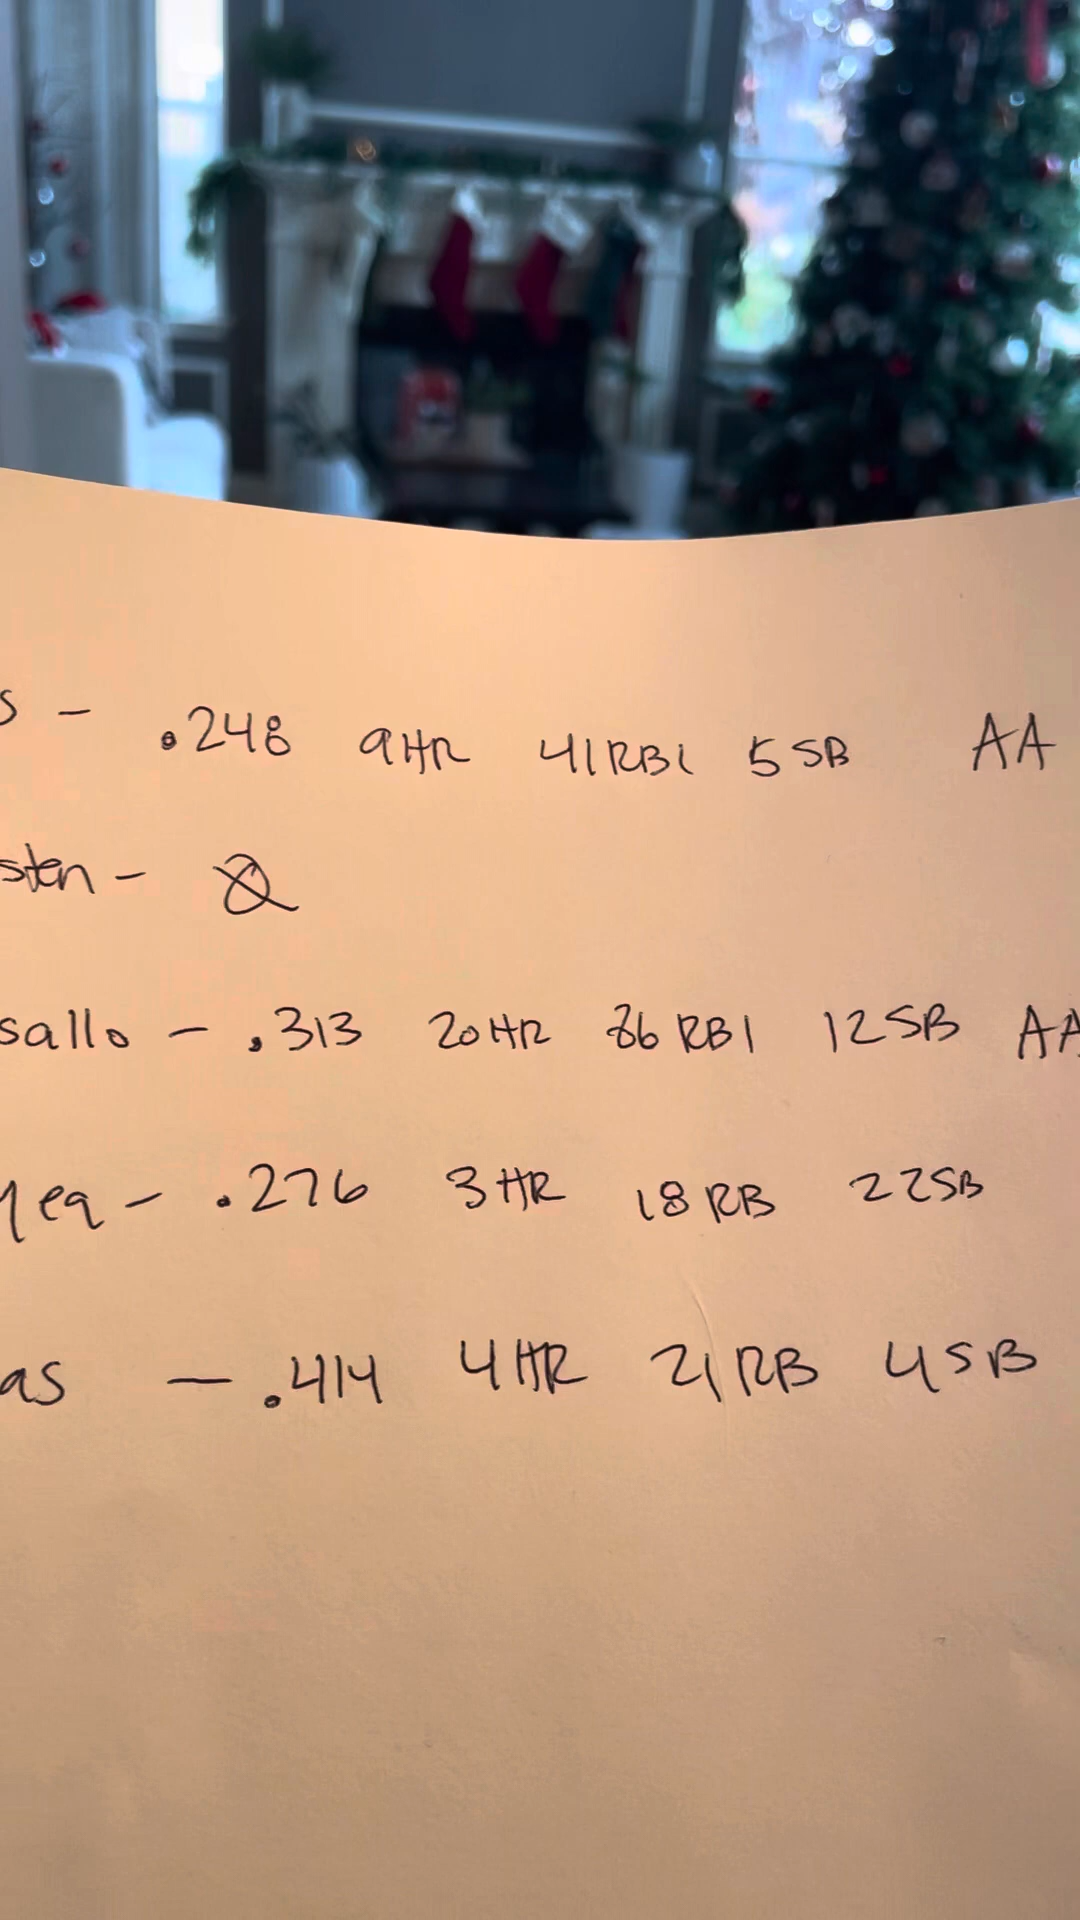 s - .248 9HR 41RBI 5SB AA
sten - Ø
sallo - .313 20HR 86RBI 12SB AA
yea - .276 3HR 18RB 22SB
as - .414 4HR 21RB 4SB